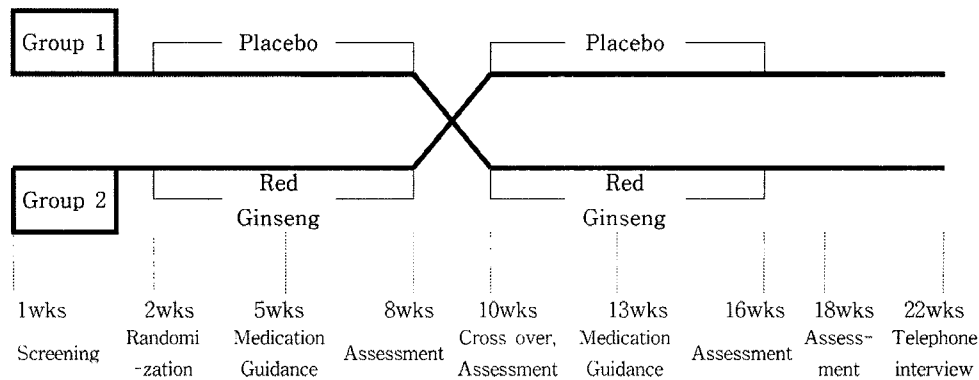 Group 1
Placebo
Placebo
Group 2
Red
Ginseng
Red
Ginseng
1wks 2wks 5wks 8wks 10wks 13wks 16wks 18wks 22wks
Screening
Randomi
-zation
Medication
Guidance
Assessment
Cross over,
Assessment
Medication
Guidance
Assessment
Assess-
ment
Telephone
interview